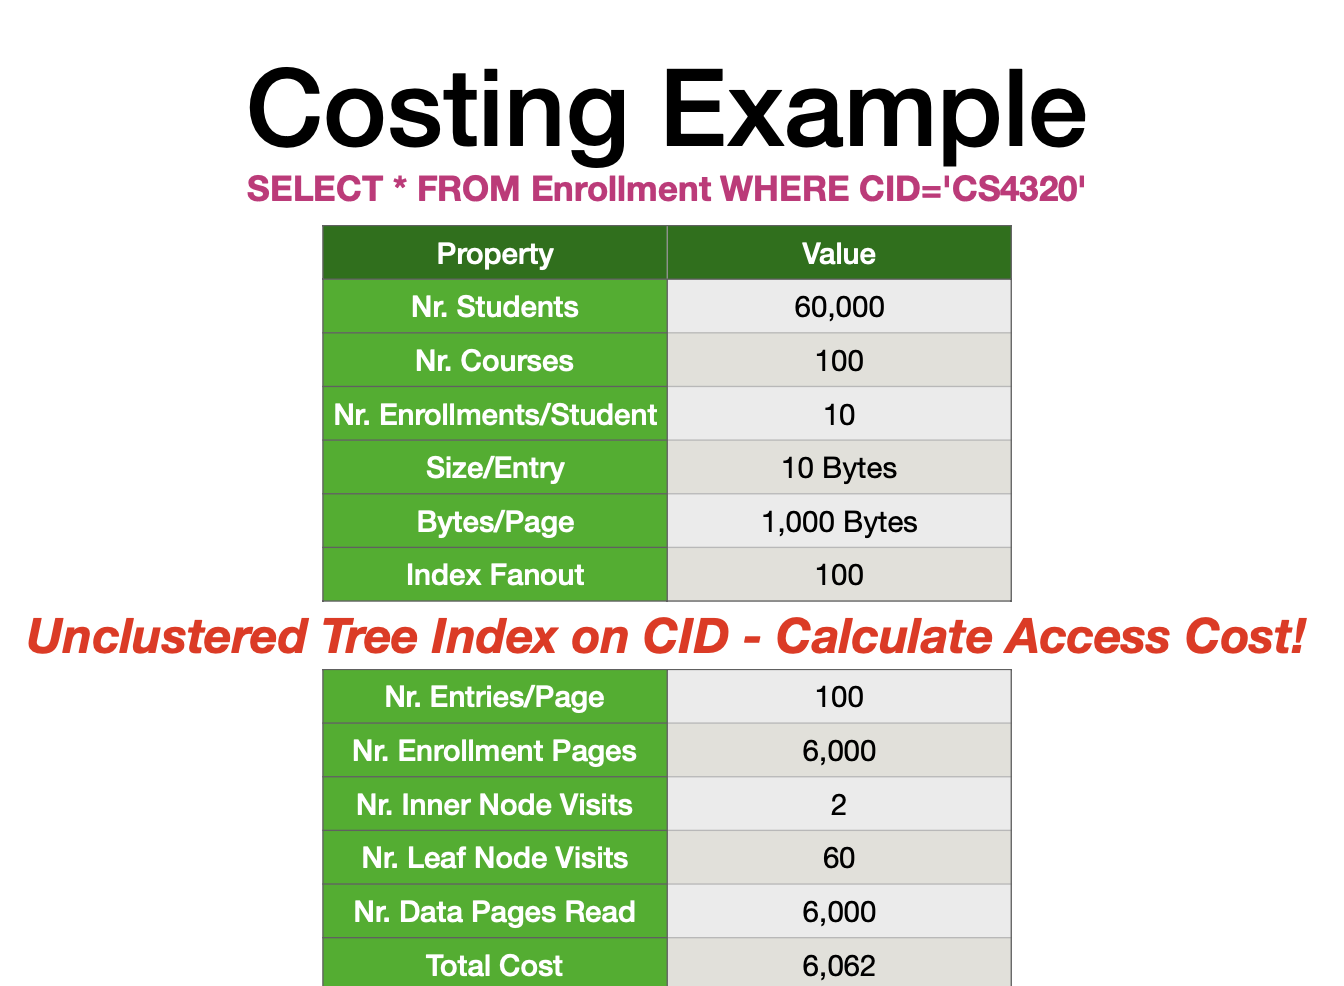 Costing Example
SELECT * FROM Enrollment WHERE CID='CS4320'
Property Value
Nr. Students 60,000
Nr. Courses 100
Nr. Enrollments/Student 10
Size/Entry 10 Bytes
Bytes/Page 1,000 Bytes
Index Fanout 100
Unclustered Tree Index on CID - Calculate Access Cost!
Nr. Entries/Page 100
Nr. Enrollment Pages 6,000
Nr. Inner Node Visits 2
Nr. Leaf Node Visits 60
Nr. Data Pages Read 6,000
Total Cost 6,062